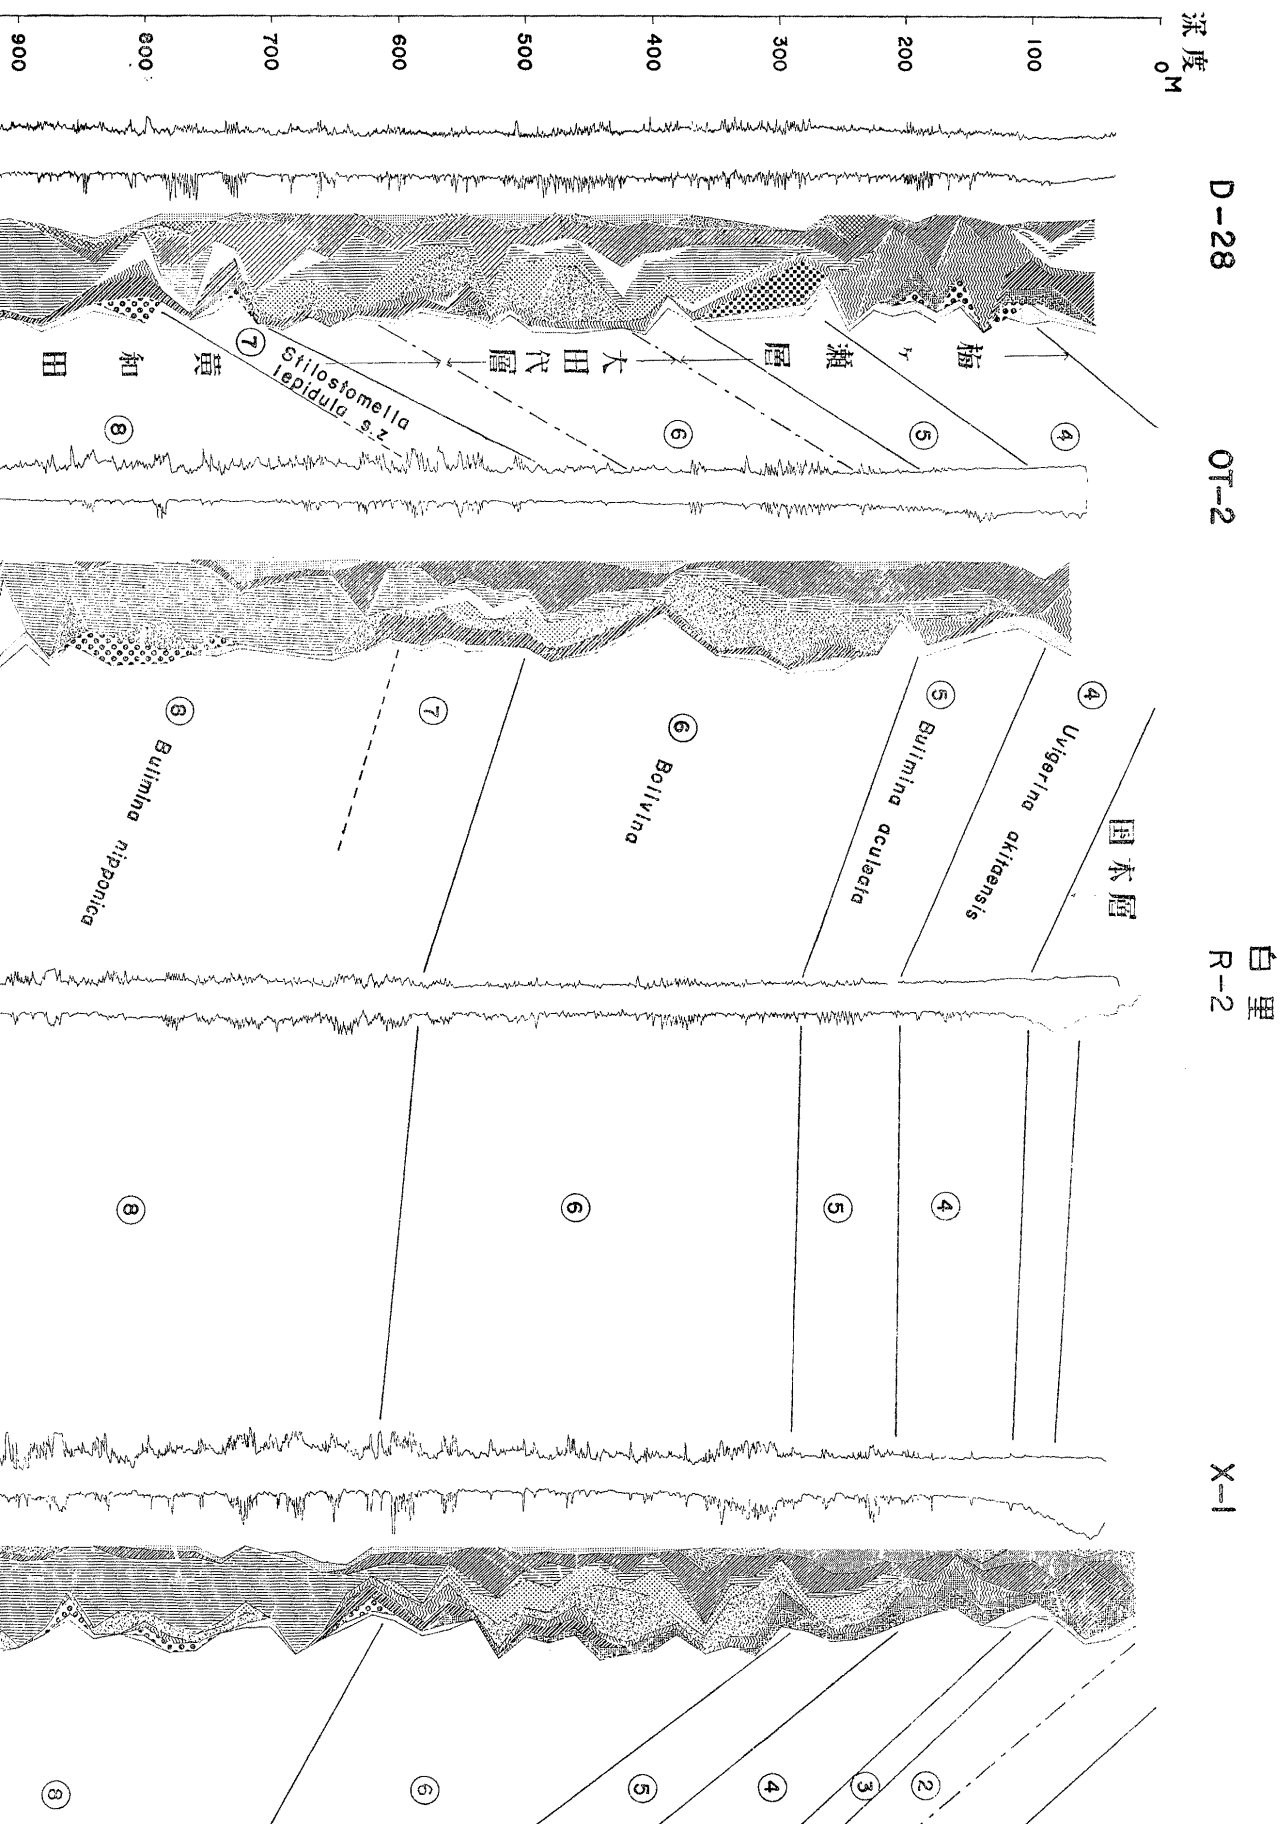 深度
0M
100
200
300
400
500
600
700
800
900
D-28
OT-2
白里
R-2
X-1
梅ヶ瀬層
大田代層
黄和田
④
⑤
⑥
⑦ Stilostomella
lepidula s.z
⑧
国本層
④ Uvigerina akitaensis
⑤ Bulimina aculeata
⑥ Bolivina
⑦
⑧ Bulimina nipponica
④
⑤
⑥
⑧
②
③
④
⑤
⑥
⑧